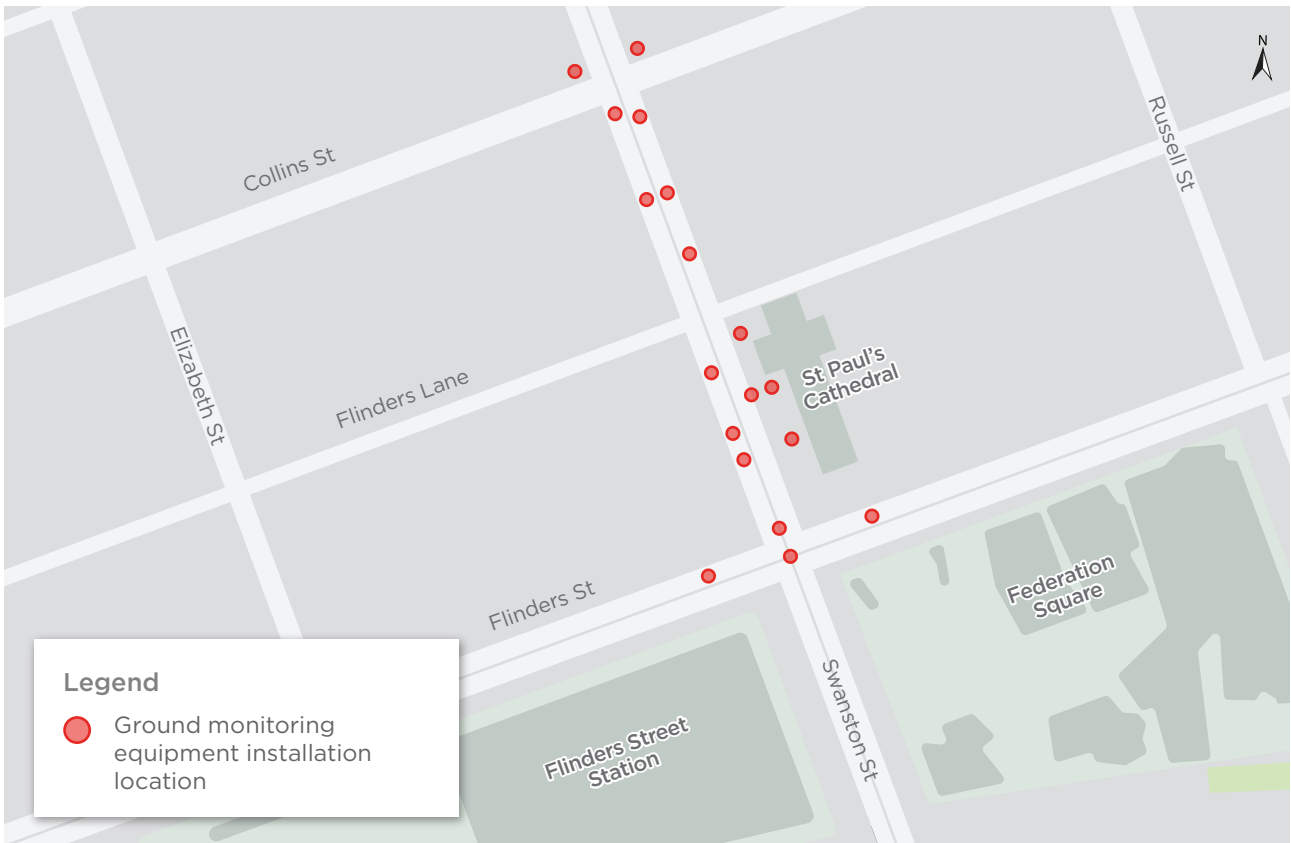 N
Russell St
Collins St
Elizabeth St
Flinders Lane
St Paul's
Cathedral
Flinders St
Federation
Square
Swanston St
Flinders Street
Station
Legend
Ground monitoring
equipment installation
location